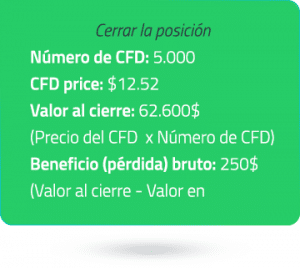 Cerrar la posición
Número de CFD: 5.000
CFD price: $12.52
Valor al cierre: 62.600$
(Precio del CFD x Número de CFD)
Beneficio (pérdida) bruto: 250$
(Valor al cierre - Valor en